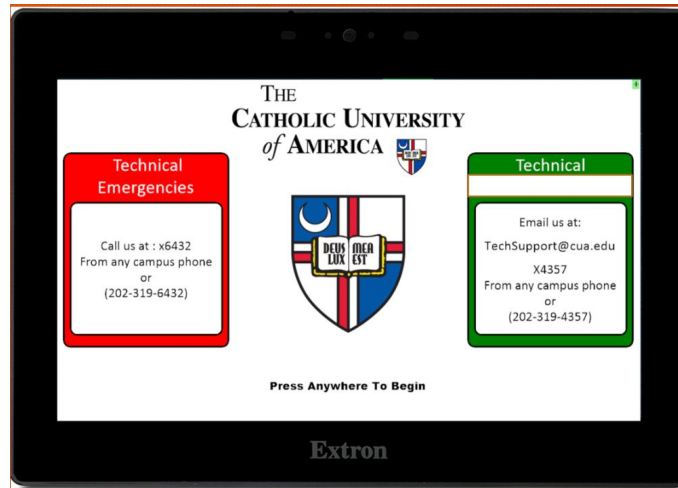 THE
CATHOLIC UNIVERSITY
of AMERICA
Technical
Emergencies
Call us at : x6432
From any campus phone
or
(202-319-6432)
DEUS MEA
LUX EST
Technical
Email us at:
TechSupport@cua.edu
X4357
From any campus phone
or
(202-319-4357)
Press Anywhere To Begin
Extron